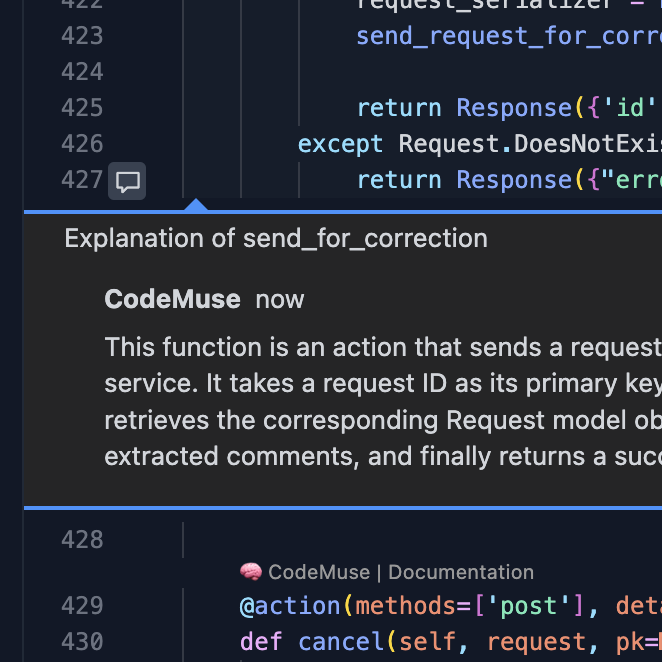 422 request_serializer =
423 send_request_for_corre
424
425 return Response({'id'
426 except Request.DoesNotExis
427 return Response({"erro
Explanation of send_for_correction
CodeMuse now
This function is an action that sends a request
service. It takes a request ID as its primary key
retrieves the corresponding Request model ob
extracted comments, and finally returns a succ
428
CodeMuse | Documentation
429 @action(methods=['post'], deta
430 def cancel(self, request, pk=